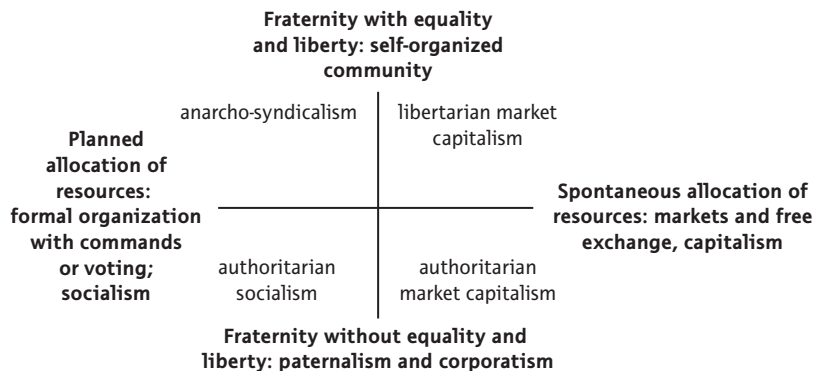 Fraternity with equality
and liberty: self-organized
community
anarcho-syndicalism
libertarian market
capitalism
Planned
allocation of
resources:
formal organization
with commands
or voting;
socialism
Spontaneous allocation of
resources: markets and free
exchange, capitalism
authoritarian
socialism
authoritarian
market capitalism
Fraternity without equality and
liberty: paternalism and corporatism